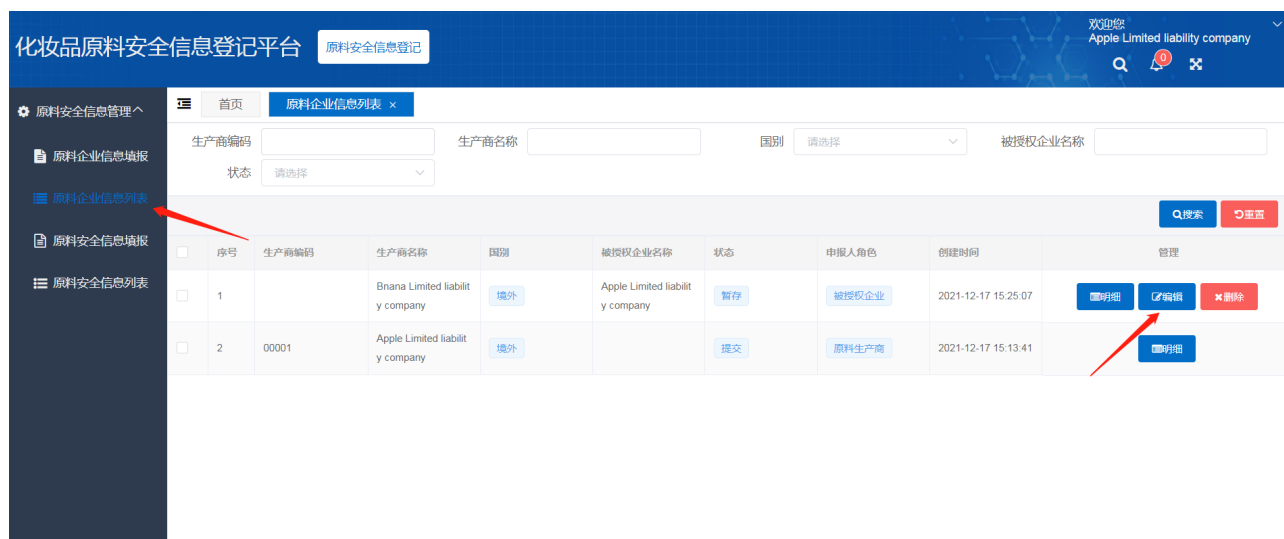 化妆品原料安全信息登记平台 原料安全信息登记
欢迎您
Apple Limited liability company
0
原料安全信息管理
原料企业信息填报
原料企业信息列表
原料安全信息填报
原料安全信息列表
首页 原料企业信息列表 ×
生产商编码 生产商名称 国别 请选择 被授权企业名称
状态 请选择
搜索 重置
序号 生产商编码 生产商名称 国别 被授权企业名称 状态 申报人角色 创建时间 管理
1 Bnana Limited liabilit 境外 Apple Limited liabilit 暂存 被授权企业 2021-12-17 15:25:07 明细 编辑 删除
y company y company
2 00001 Apple Limited liabilit 境外 提交 原料生产商 2021-12-17 15:13:41 明细
y company